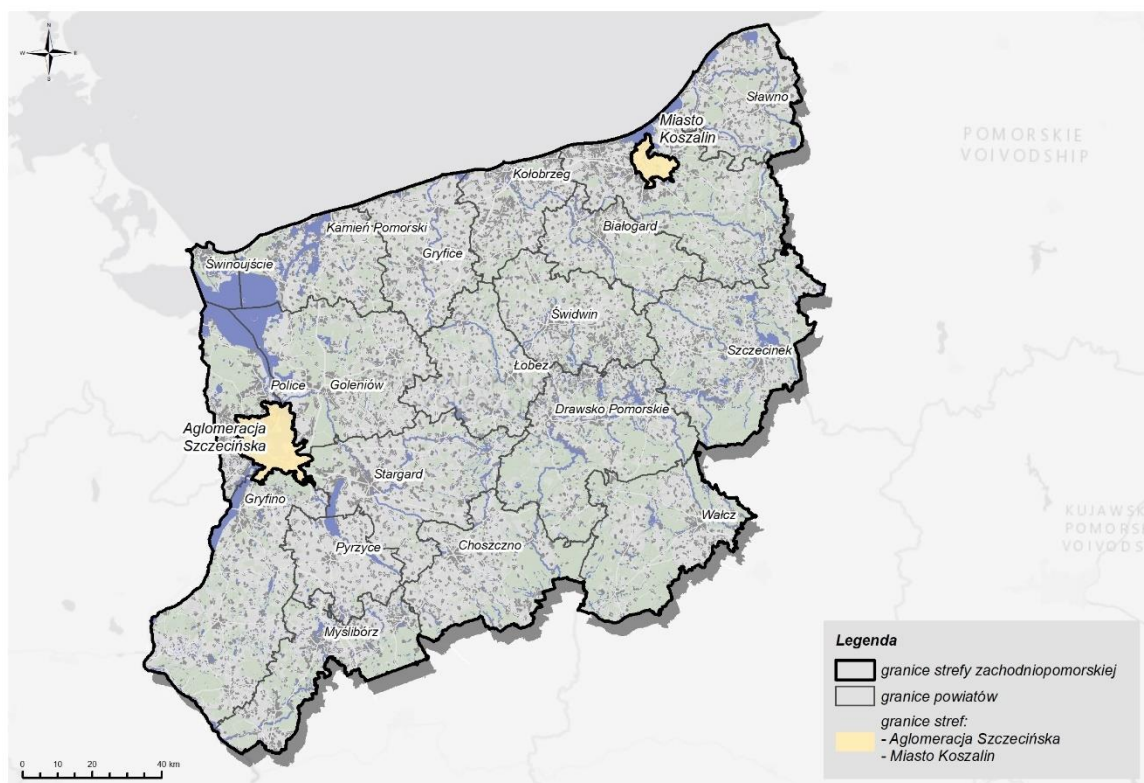 N
W
E
S
Sławno
Miasto
Koszalin
POMORSKIE
VOIVODSHIP
Kołobrzeg
Białogard
Kamień Pomorski
Gryfice
Świnoujście
Świdwin
Szczecinek
Łobez
Police
Goleniów
Drawsko Pomorskie
Aglomeracja
Szczecińska
Stargard
Gryfino
Wałcz
KUJAWSK
POMORS
VOIVODS
Pyrzyce
Choszczno
Myślibórz
Legenda
granice strefy zachodniopomorskiej
granice powiatów
granice stref:
- Aglomeracja Szczecińska
- Miasto Koszalin
0 10 20 40 km